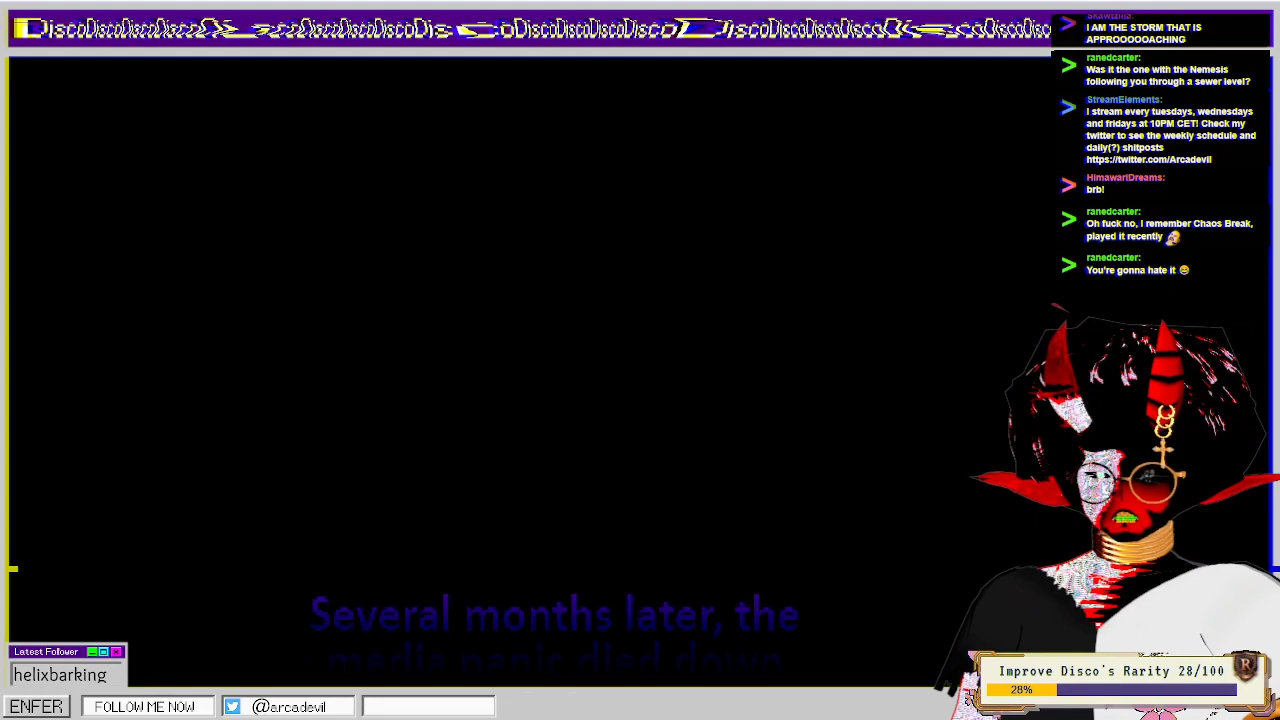 Skawizina:
I AM THE STORM THAT IS
APPROOOOOACHING
ranedcarter:
Was it the one with the Nemesis
following you through a sewer level?
StreamElements:
I stream every tuesdays, wednesdays
and fridays at 10PM CET! Check my
twitter to see the weekly schedule and
daily(?) shitposts
https://twitter.com/Arcadevil
HimawariDreams:
brb!
ranedcarter:
Oh fuck no, I remember Chaos Break,
played it recently
ranedcarter:
You're gonna hate it
Several months later, the
Latest Follower
helixbarking
Improve Disco's Rarity 28/100
R
28%
ENFER
FOLLOW ME NOW
@arcadevil